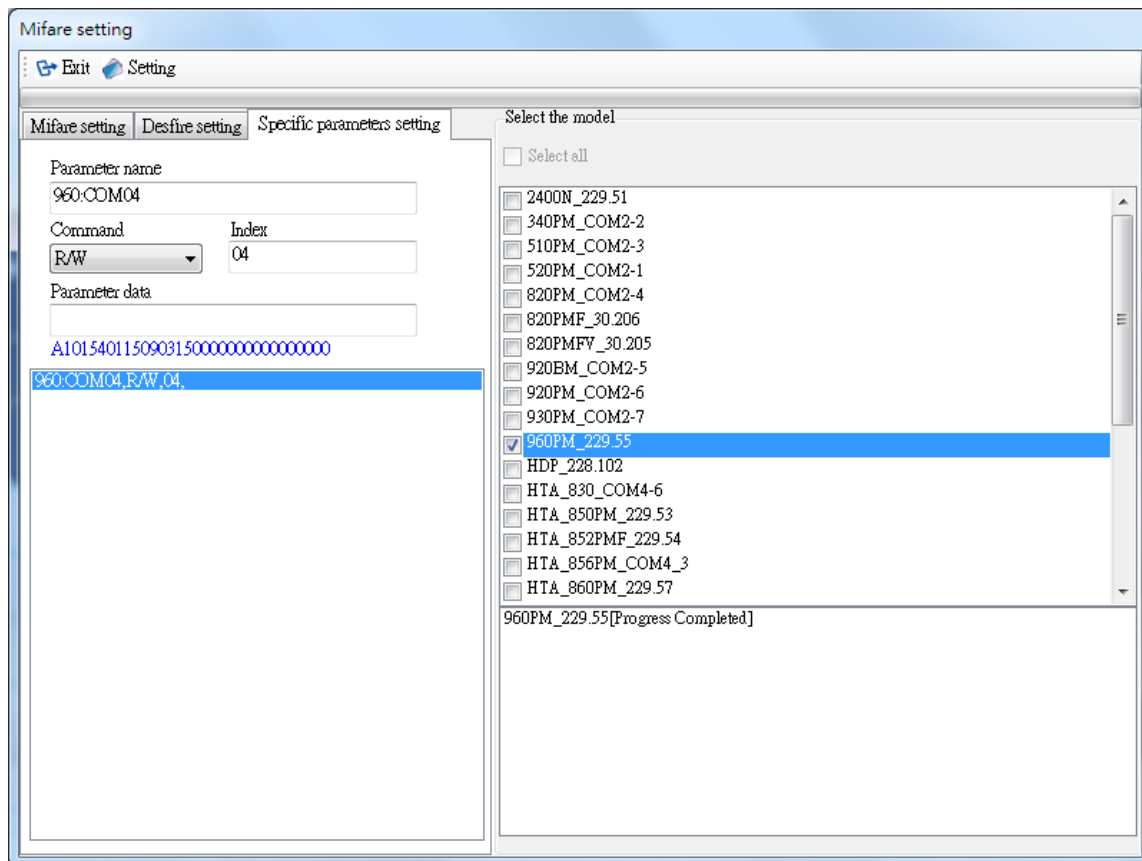 Mifare setting
Exit Setting
Mifare setting Desfire setting Specific parameters setting
Parameter name
960:COM04
Command Index
R/W 04
Parameter data
A1015401150903150000000000000000
960:COM04,R/W,04,
Select the model
Select all
2400N_229.51
340PM_COM2-2
510PM_COM2-3
520PM_COM2-1
820PM_COM2-4
820PMF_30.206
820PMFV_30.205
920BM_COM2-5
920PM_COM2-6
930PM_COM2-7
960PM_229.55
HDP_228.102
HTA_830_COM4-6
HTA_850PM_229.53
HTA_852PMF_229.54
HTA_856PM_COM4_3
HTA_860PM_229.57
960PM_229.55[Progress Completed]